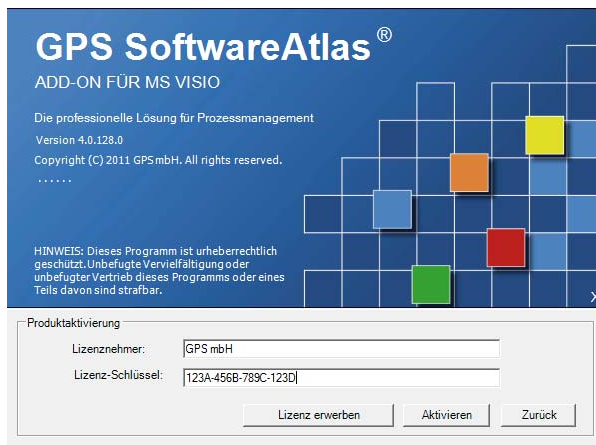 GPS SoftwareAtlas®
ADD-ON FÜR MS VISIO
Die professionelle Lösung für Prozessmanagement
Version 4.0.128.0
Copyright (C) 2011 GPS mbH. All rights reserved.
......
HINWEIS: Dieses Programm ist urheberrechtlich
geschützt.Unbefugte Vervielfältigung oder
unbefugter Vertrieb dieses Programms oder eines
Teils davon sind strafbar.
X
Produktaktivierung
Lizenznehmer: GPS mbH
Lizenz-Schlüssel: 123A-456B-789C-123D
Lizenz erwerben Aktivieren Zurück